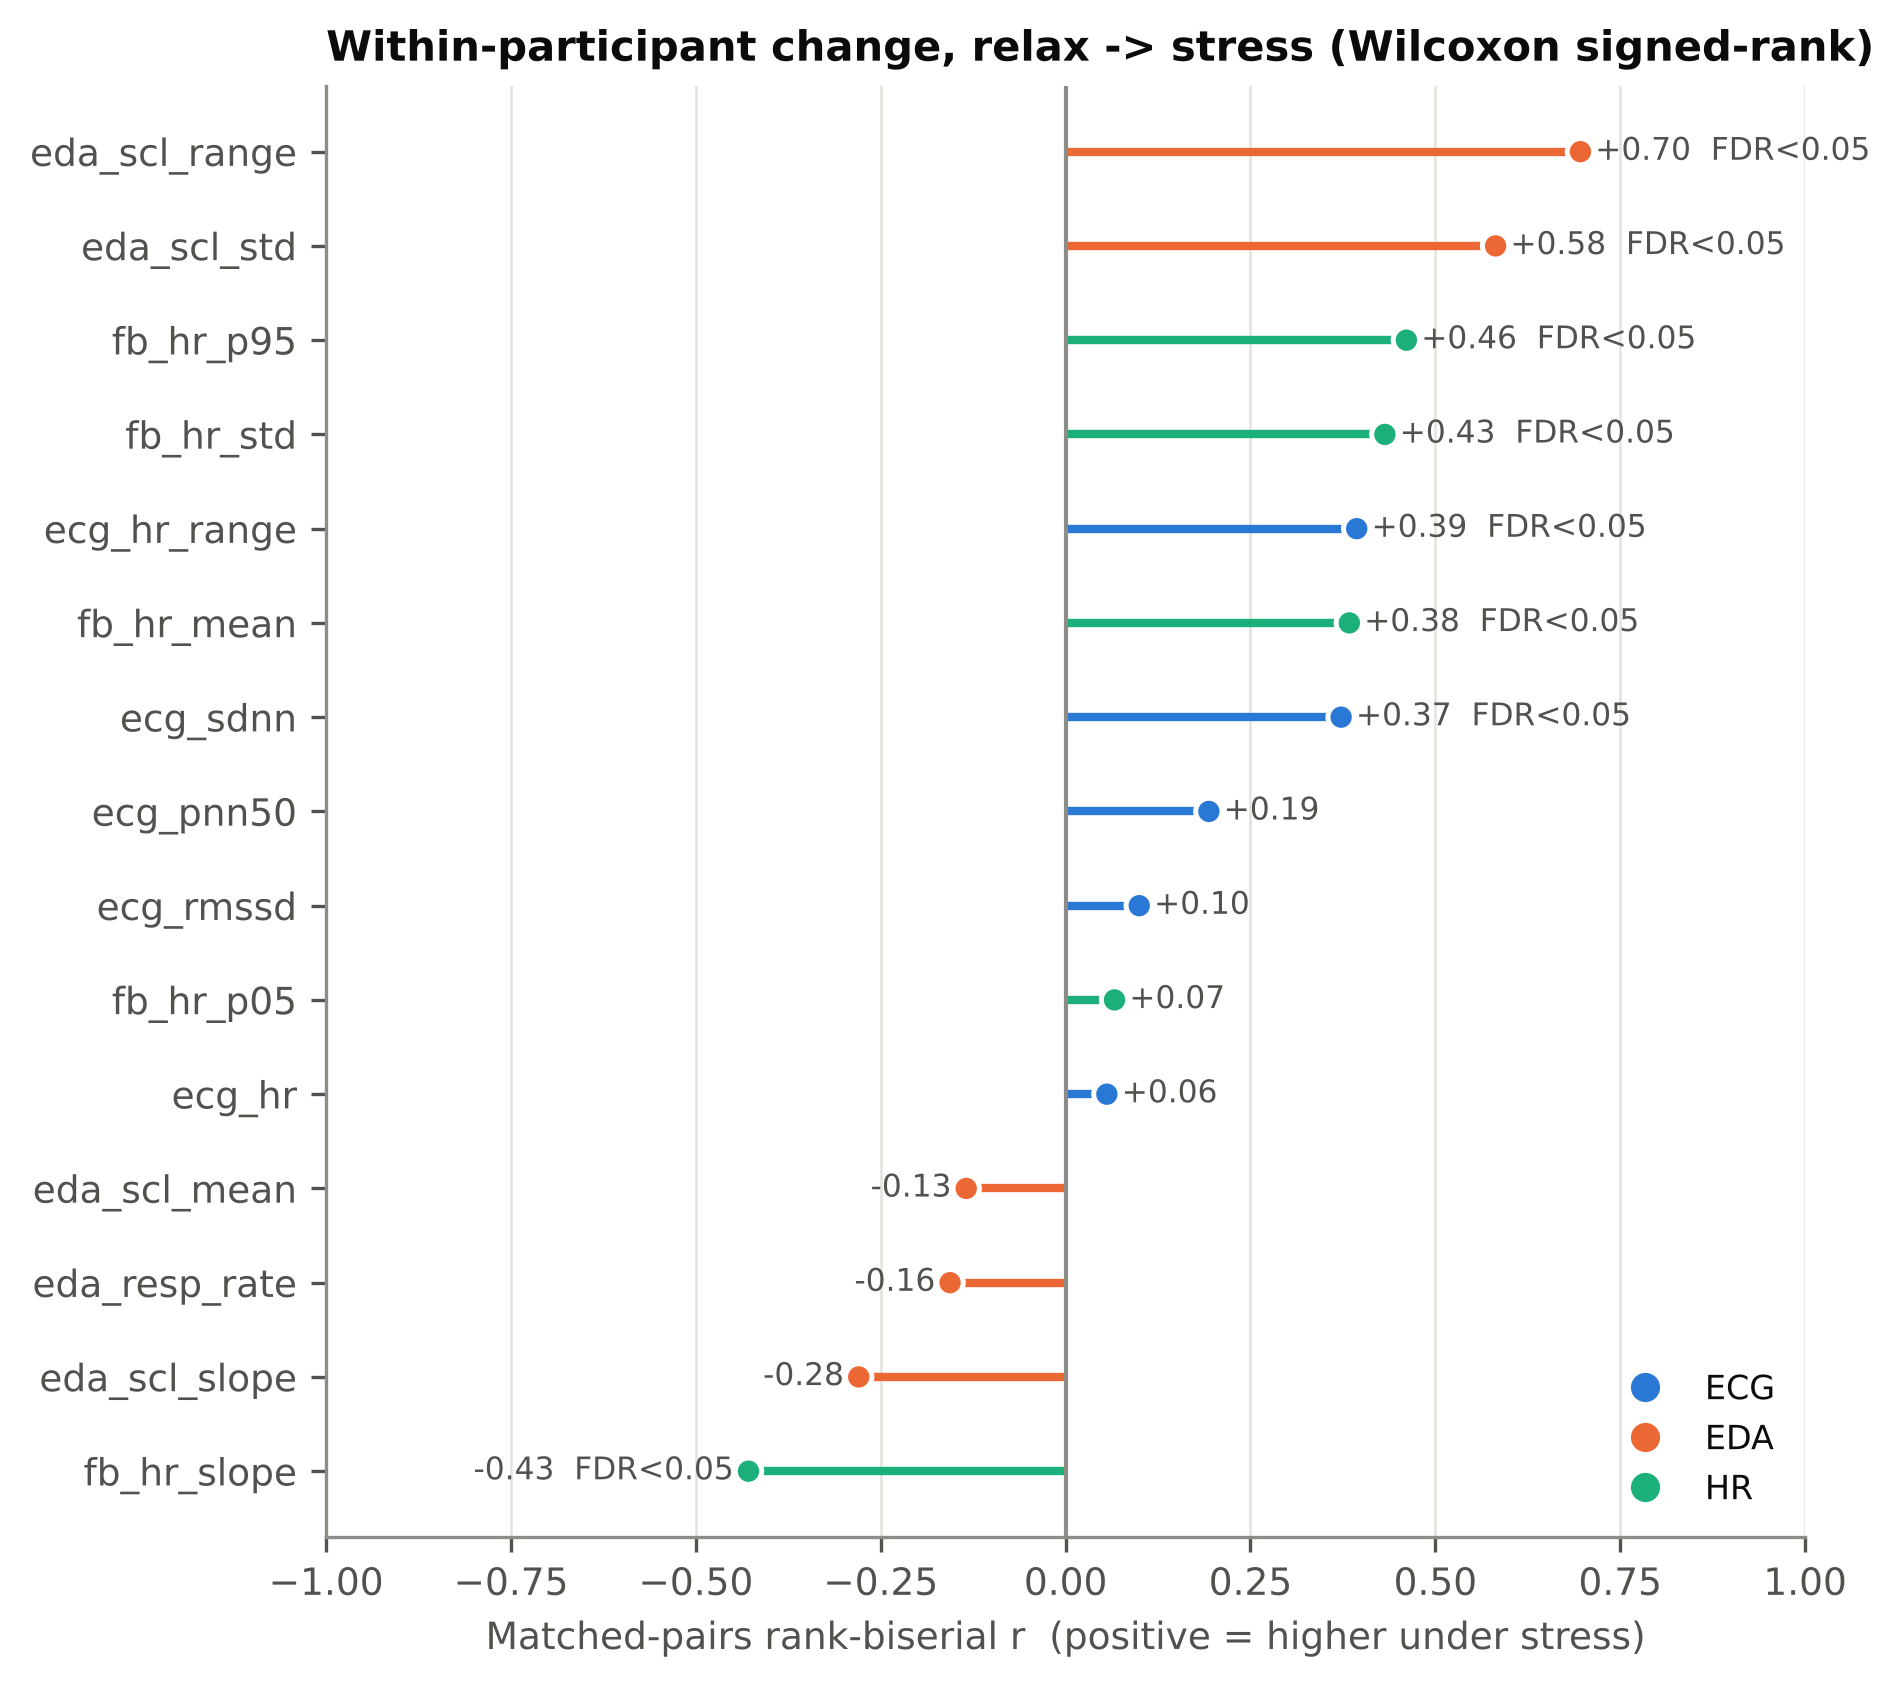 Within-participant change, relax -> stress (Wilcoxon signed-rank)
eda_scl_range
+0.70 FDR<0.05
eda_scl_std
+0.58 FDR<0.05
fb_hr_p95
+0.46 FDR<0.05
fb_hr_std
+0.43 FDR<0.05
ecg_hr_range
+0.39 FDR<0.05
fb_hr_mean
+0.38 FDR<0.05
ecg_sdnn
+0.37 FDR<0.05
ecg_pnn50
+0.19
ecg_rmssd
+0.10
fb_hr_p05
+0.07
ecg_hr
+0.06
eda_scl_mean
-0.13
eda_resp_rate
-0.16
eda_scl_slope
-0.28
fb_hr_slope
-0.43 FDR<0.05
ECG
EDA
HR
−1.00 −0.75 −0.50 −0.25 0.00 0.25 0.50 0.75 1.00
Matched-pairs rank-biserial r (positive = higher under stress)